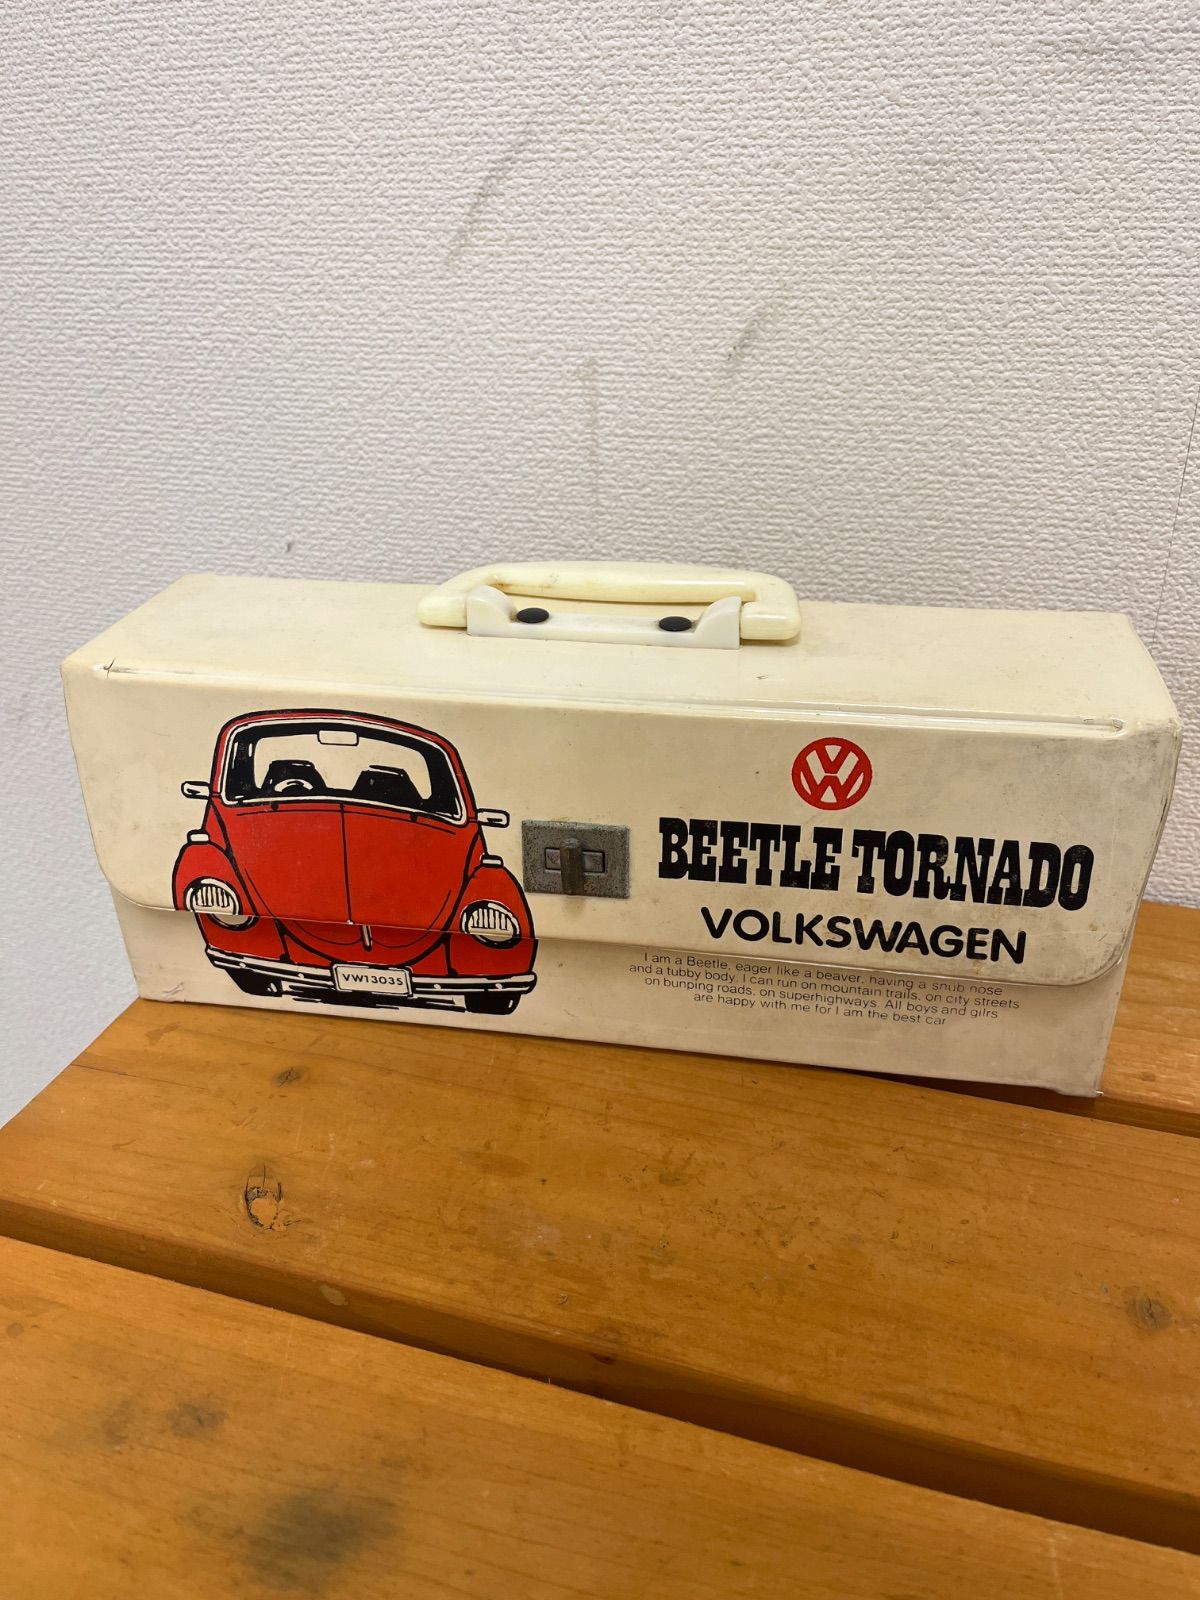 VW
BEETLE TORNADO
VOLKSWAGEN
I am a Beetle, eager like a beaver, having a snub nose
and a tubby body. I can run on mountain trails, on city streets
on bunping roads, on superhighways. All boys and gilrs
are happy with me for I am the best car
VW1303S